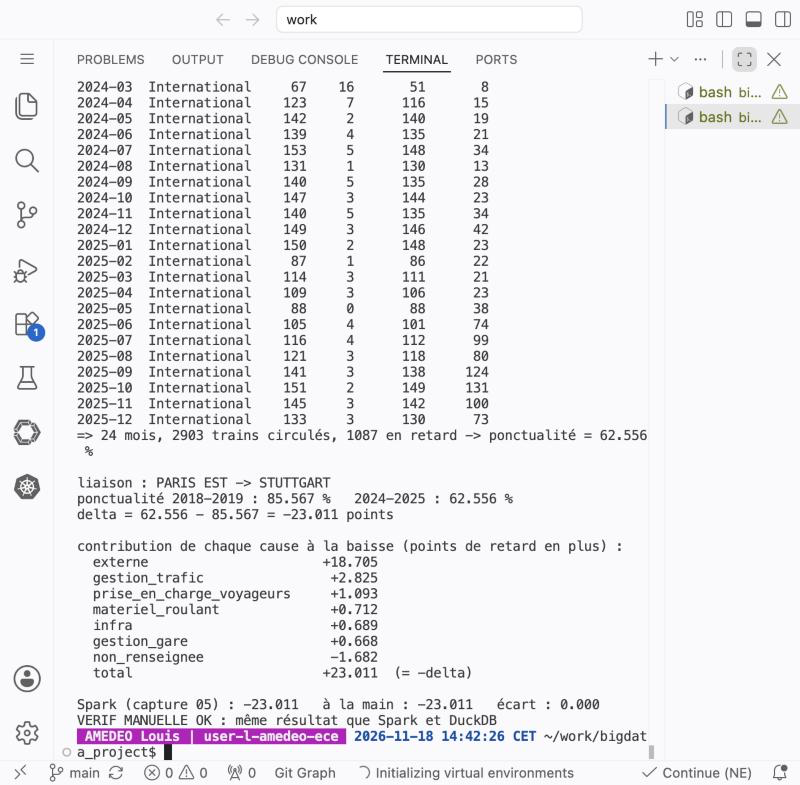 work
PROBLEMS OUTPUT DEBUG CONSOLE TERMINAL PORTS
2024-03 International 67 16 51 8
2024-04 International 123 7 116 15
2024-05 International 142 2 140 19
2024-06 International 139 4 135 21
2024-07 International 153 5 148 34
2024-08 International 131 1 130 13
2024-09 International 140 5 135 28
2024-10 International 147 3 144 23
2024-11 International 140 5 135 34
2024-12 International 149 3 146 42
2025-01 International 150 2 148 23
2025-02 International 87 1 86 22
2025-03 International 114 3 111 21
2025-04 International 109 3 106 23
2025-05 International 88 0 88 38
2025-06 International 105 4 101 74
2025-07 International 116 4 112 99
2025-08 International 121 3 118 80
2025-09 International 141 3 138 124
2025-10 International 151 2 149 131
2025-11 International 145 3 142 100
2025-12 International 133 3 130 73
=> 24 mois, 2903 trains circulés, 1087 en retard -> ponctualité = 62.556
%
liaison : PARIS EST -> STUTTGART
ponctualité 2018-2019 : 85.567 % 2024-2025 : 62.556 %
delta = 62.556 - 85.567 = -23.011 points
contribution de chaque cause à la baisse (points de retard en plus) :
externe +18.705
gestion_trafic +2.825
prise_en_charge_voyageurs +1.093
materiel_roulant +0.712
infra +0.689
gestion_gare +0.668
non_renseignee -1.682
total +23.011 (= -delta)
Spark (capture 05) : -23.011 à la main : -23.011 écart : 0.000
VERIF MANUELLE OK : même résultat que Spark et DuckDB
AMEDEO Louis | user-l-amedeo-ece 2026-11-18 14:42:26 CET ~/work/bigdat
a_project$
bash bi...
bash bi...
1
main 0 0 0 Git Graph Initializing virtual environments Continue (NE)